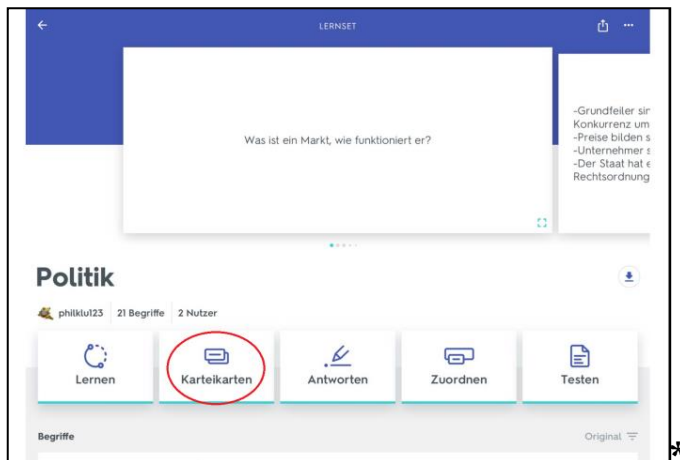 LERNSET
Was ist ein Markt, wie funktioniert er?
-Grundfeiler
Konkurrenz um
-Preise bilden
-Unternehmer
-Der Staat hat
Rechtsordnung
Politik
philklu123 21 Begriffe 2 Nutzer
Lernen Karteikarten Antworten Zuordnen Testen
Begriffe Original
*